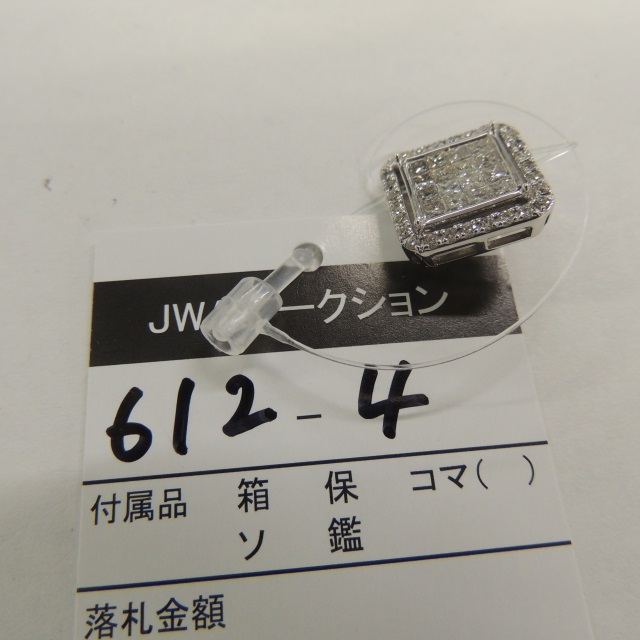 JW ークション
612-4
付属品 箱 保 コマ( )
ソ 鑑
落札金額